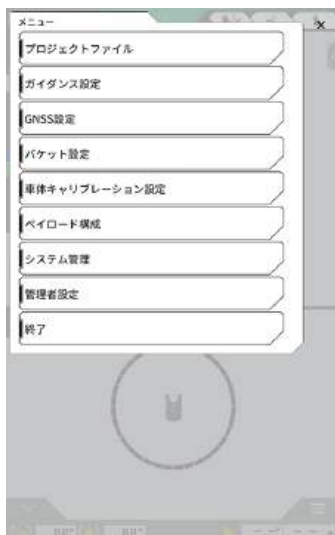 メニュー
×
プロジェクトファイル
ガイダンス設定
GNSS設定
バケット設定
車体キャリブレーション設定
ペイロード構成
システム管理
管理者設定
終了